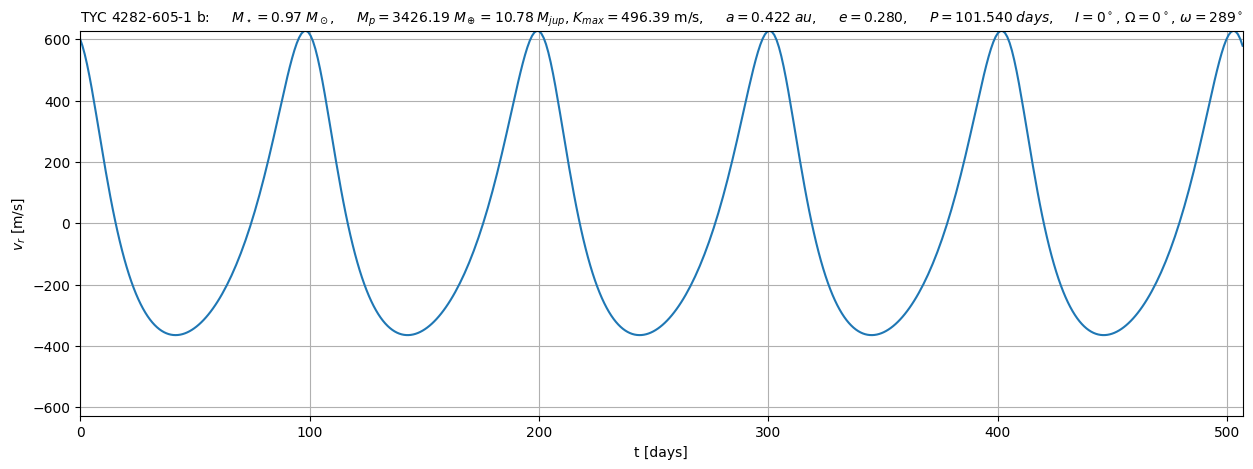 TYC 4282-605-1 b: M⋆ = 0.97 M⊙, Mₚ = 3426.19 M⊕ = 10.78 Mjup, Kmax = 496.39 m/s, a = 0.422 au, e = 0.280, P = 101.540 days, I = 0°, Ω = 0°, ω = 289°
600
400
200
0
−200
−400
−600
vᵣ [m/s]
0 100 200 300 400 500
t [days]